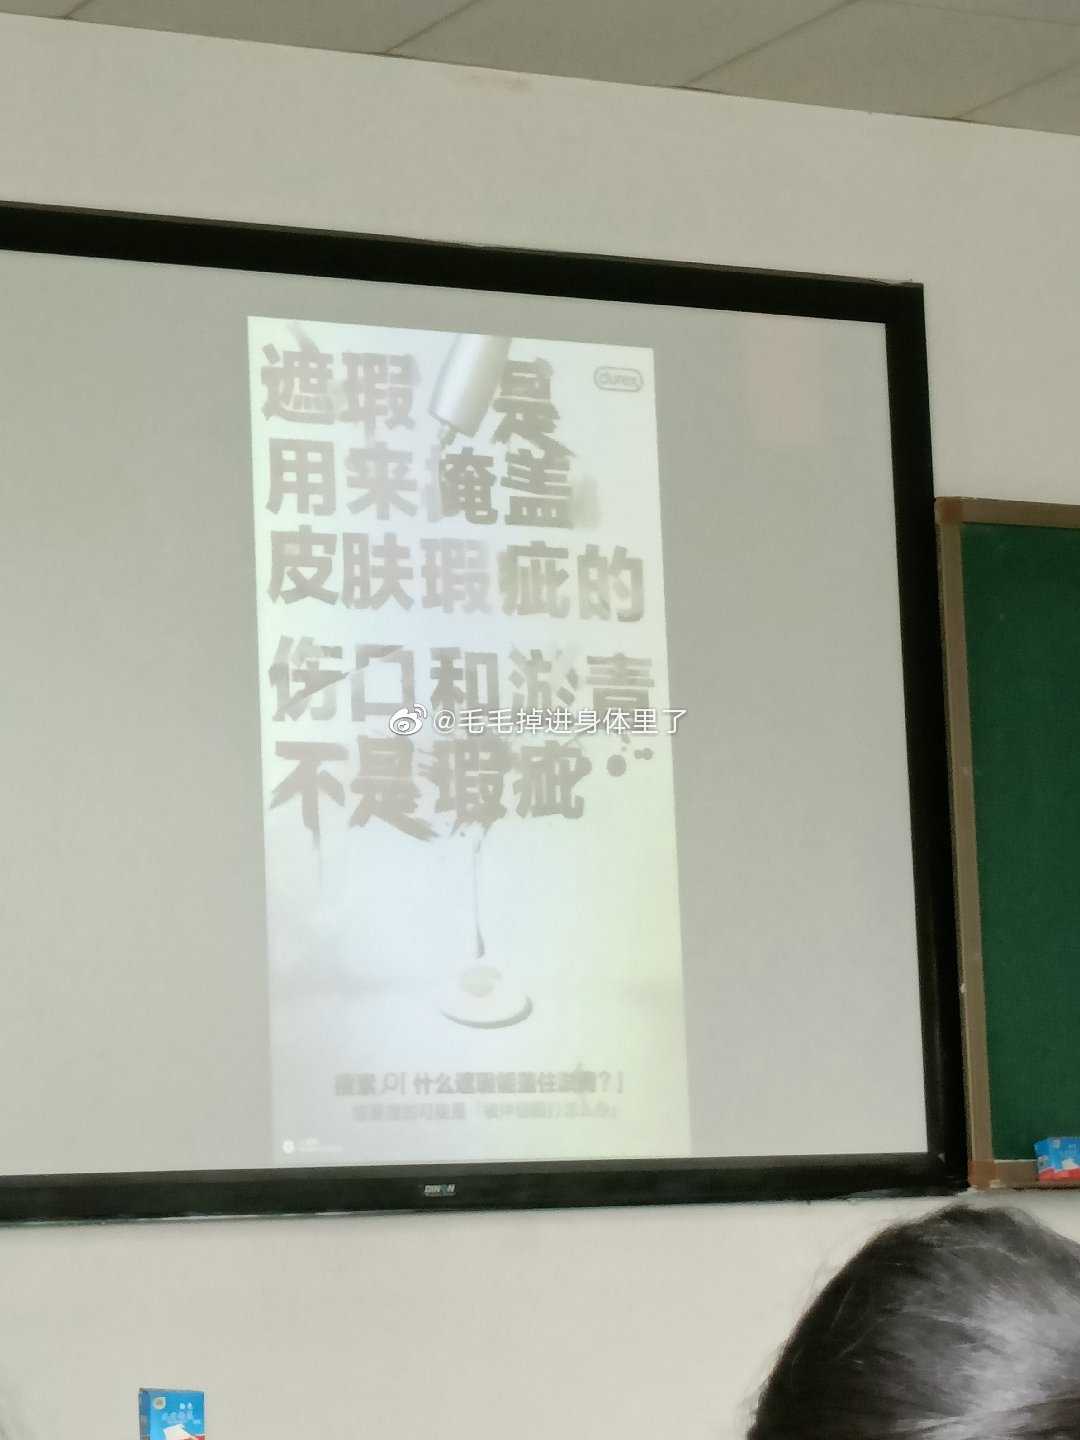 遮瑕 是
durex
用来掩盖
皮肤瑕疵的
伤口和淤青
@毛毛掉进身体里了
不是瑕疵
搜索 [什么遮瑕能盖住淤青?]
DINON